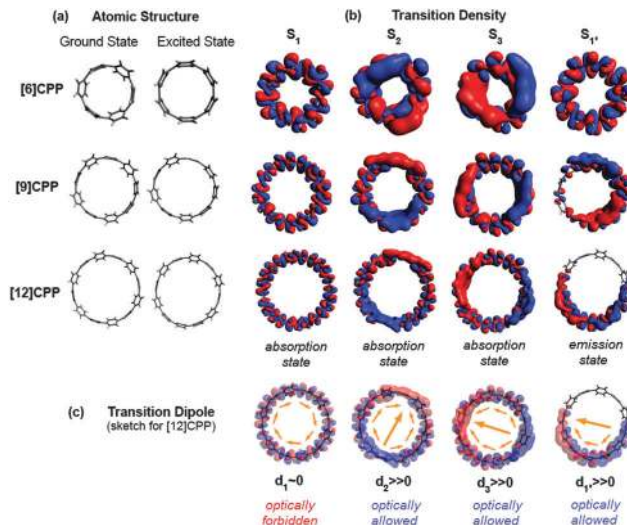 (a) Atomic Structure
(b) Transition Density
Ground State Excited State
S1 S2 S3 S1'
[6]CPP
[9]CPP
[12]CPP
absorption state
absorption state
absorption state
emission state
(c) Transition Dipole
(sketch for [12]CPP)
d1~0 d2>>0 d3>>0 d1'>>0
optically forbidden
optically allowed
optically allowed
optically allowed